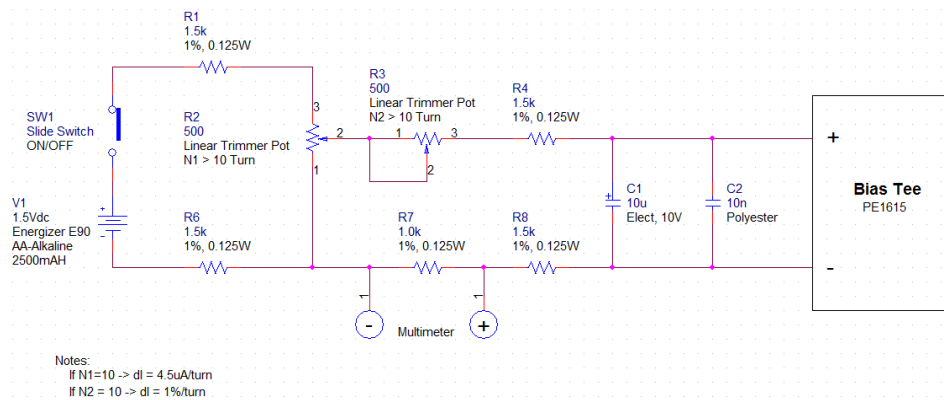 R1
1.5k
1%, 0.125W
R3
500
Linear Trimmer Pot
N2 > 10 Turn
R4
1.5k
1%, 0.125W
SW1
Slide Switch
ON/OFF
R2
500
Linear Trimmer Pot
N1 > 10 Turn
3
2
1
1
3
2
+
Bias Tee
PE1615
-
V1
1.5Vdc
Energizer E90
AA-Alkaline
2500mAH
+
-
R6
1.5k
1%, 0.125W
R7
1.0k
1%, 0.125W
R8
1.5k
1%, 0.125W
+
C1
10u
Elect, 10V
C2
10n
Polyester
1
-
Multimeter
1
+
Notes:
If N1=10 -> dI = 4.5uA/turn
If N2 = 10 -> dI = 1%/turn